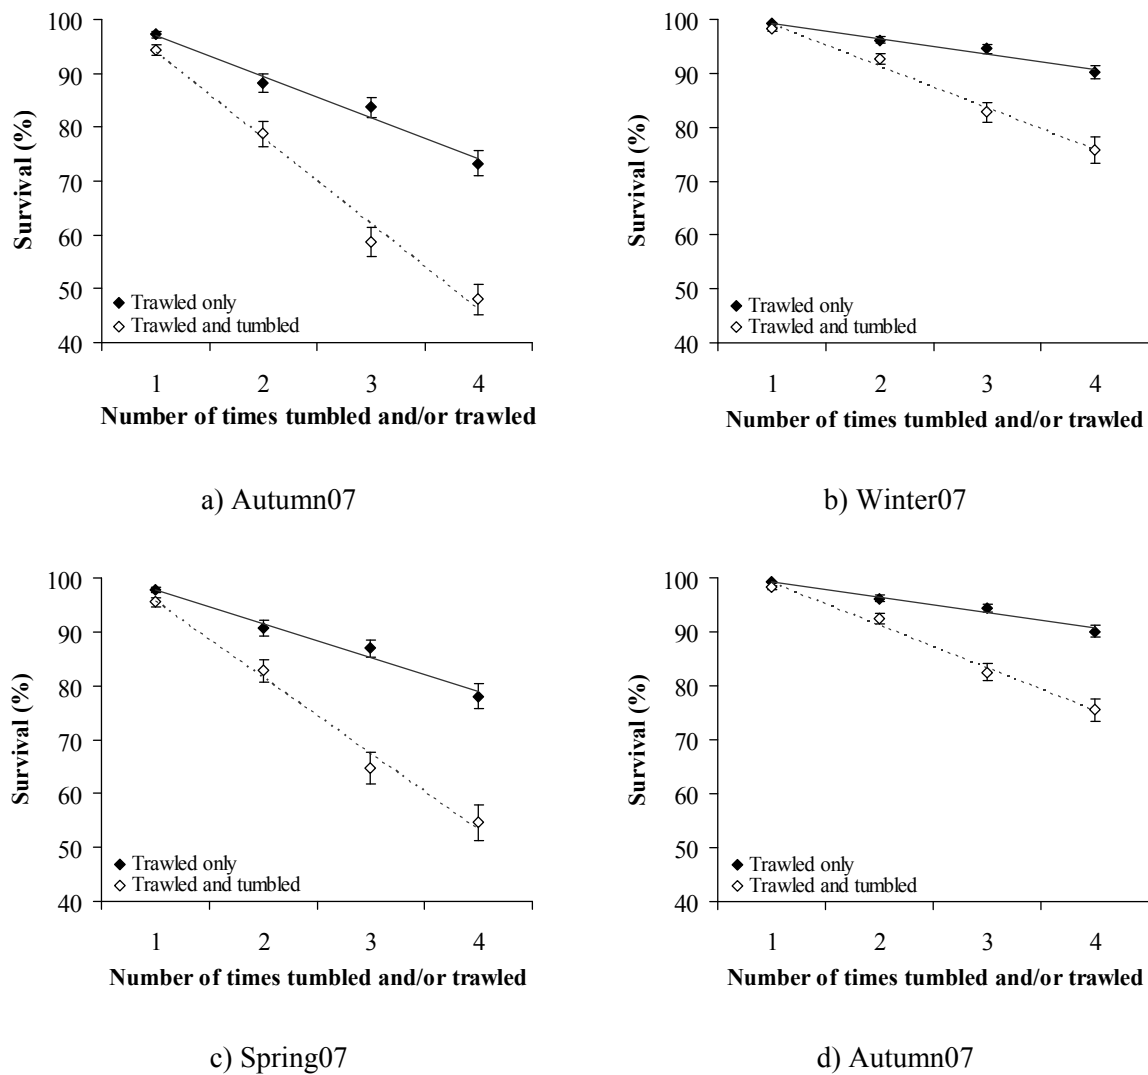 100
90
80
70
60
50
40
Survival (%)
Trawled only
Trawled and tumbled
1 2 3 4
Number of times tumbled and/or trawled
a) Autumn07
100
90
80
70
60
50
40
Survival (%)
Trawled only
Trawled and tumbled
1 2 3 4
Number of times tumbled and/or trawled
b) Winter07
100
90
80
70
60
50
40
Survival (%)
Trawled only
Trawled and tumbled
1 2 3 4
Number of times tumbled and/or trawled
c) Spring07
100
90
80
70
60
50
40
Survival (%)
Trawled only
Trawled and tumbled
1 2 3 4
Number of times tumbled and/or trawled
d) Autumn07